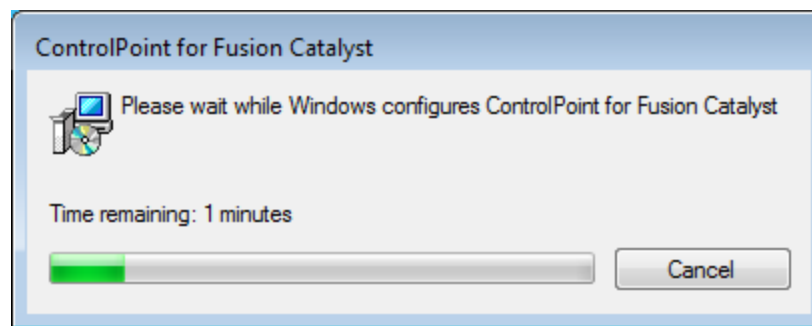 ControlPoint for Fusion Catalyst
Please wait while Windows configures ControlPoint for Fusion Catalyst
Time remaining: 1 minutes
Cancel